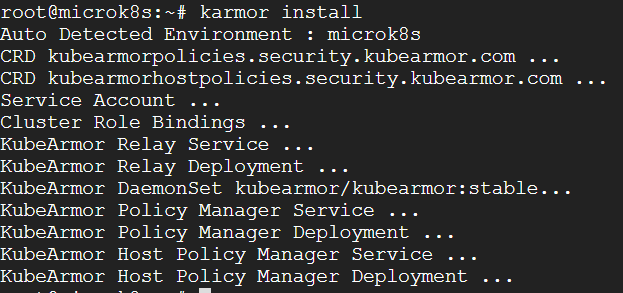 root@microk8s:~# karmor install
Auto Detected Environment : microk8s
CRD kubearmorpolicies.security.kubearmor.com ...
CRD kubearmorhostpolicies.security.kubearmor.com ...
Service Account ...
Cluster Role Bindings ...
KubeArmor Relay Service ...
KubeArmor Relay Deployment ...
KubeArmor DaemonSet kubearmor/kubearmor:stable...
KubeArmor Policy Manager Service ...
KubeArmor Policy Manager Deployment ...
KubeArmor Host Policy Manager Service ...
KubeArmor Host Policy Manager Deployment ...